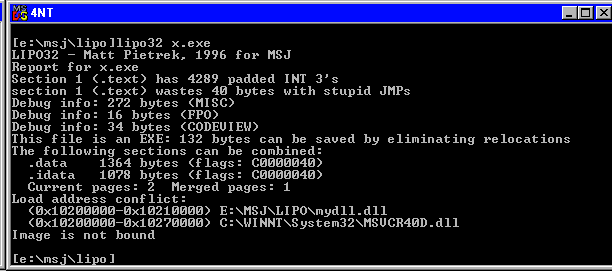 4NT
[e:\msj\lipo]lipo32 x.exe
LIPO32 - Matt Pietrek, 1996 for MSJ
Report for x.exe
Section 1 (.text) has 4289 padded INT 3's
section 1 (.text) wastes 40 bytes with stupid JMPs
Debug info: 272 bytes (MISC)
Debug info: 16 bytes (FPO)
Debug info: 34 bytes (CODEVIEW)
This file is an EXE: 132 bytes can be saved by eliminating relocations
The following sections can be combined:
  .data    1364 bytes (flags: C0000040)
  .idata   1078 bytes (flags: C0000040)
  Current pages: 2  Merged pages: 1
Load address conflict:
  (0x10200000-0x10210000) E:\MSJ\LIPO\mydll.dll
  (0x10200000-0x10270000) C:\WINNT\System32\MSVCR40D.dll
Image is not bound
[e:\msj\lipo]